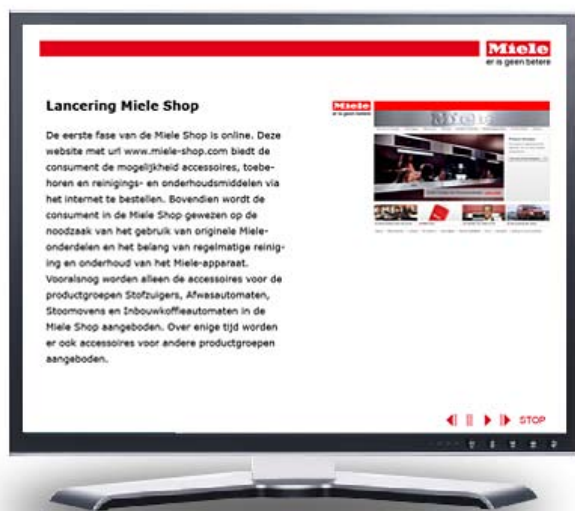 Miele
er is geen betere
Lancering Miele Shop
Miele
er is geen betere
De eerste fase van de Miele Shop is online. Deze
website met url www.miele-shop.com biedt de
consument de mogelijkheid accessoires, toebe-
horen en reinigings- en onderhoudsmiddelen via
het internet te bestellen. Bovendien wordt de
consument in de Miele Shop gewezen op de
noodzaak van het gebruik van originele Miele-
onderdelen en het belang van regelmatige reinig-
ing en onderhoud van het Miele-apparaat.
Vooralsnog worden alleen de accessoires voor de
productgroepen Stofzuigers, Afwasautomaten,
Stoomovens en Inbouwkoffieautomaten in de
Miele Shop aangeboden. Over enige tijd worden
er ook accessoires voor andere productgroepen
aangeboden.
STOP